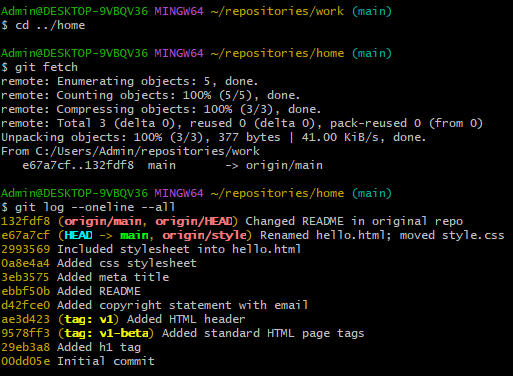 Admin@DESKTOP-9VBQV36 MINGW64 ~/repositories/work (main)
$ cd ../home
Admin@DESKTOP-9VBQV36 MINGW64 ~/repositories/home (main)
$ git fetch
remote: Enumerating objects: 5, done.
remote: Counting objects: 100% (5/5), done.
remote: Compressing objects: 100% (3/3), done.
remote: Total 3 (delta 0), reused 0 (delta 0), pack-reused 0 (from 0)
Unpacking objects: 100% (3/3), 377 bytes | 41.00 KiB/s, done.
From C:/Users/Admin/repositories/work
   e67a7cf..132fdf8  main       -> origin/main
Admin@DESKTOP-9VBQV36 MINGW64 ~/repositories/home (main)
$ git log --oneline --all
132fdf8 (origin/main, origin/HEAD) Changed README in original repo
e67a7cf (HEAD -> main, origin/style) Renamed hello.html; moved style.css
2993569 Included stylesheet into hello.html
0a8e4a4 Added css stylesheet
3eb3575 Added meta title
ebbf50b Added README
d42fce0 Added copyright statement with email
ae3d423 (tag: v1) Added HTML header
9578ff3 (tag: v1-beta) Added standard HTML page tags
29eb3a8 Added h1 tag
00dd05e Initial commit